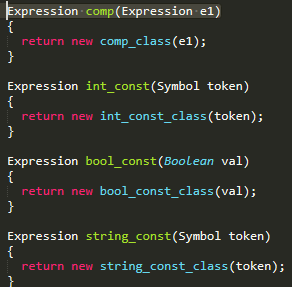 Expression comp(Expression e1)
{
  return new comp_class(e1);
}

Expression int_const(Symbol token)
{
  return new int_const_class(token);
}

Expression bool_const(Boolean val)
{
  return new bool_const_class(val);
}

Expression string_const(Symbol token)
{
  return new string_const_class(token);
}